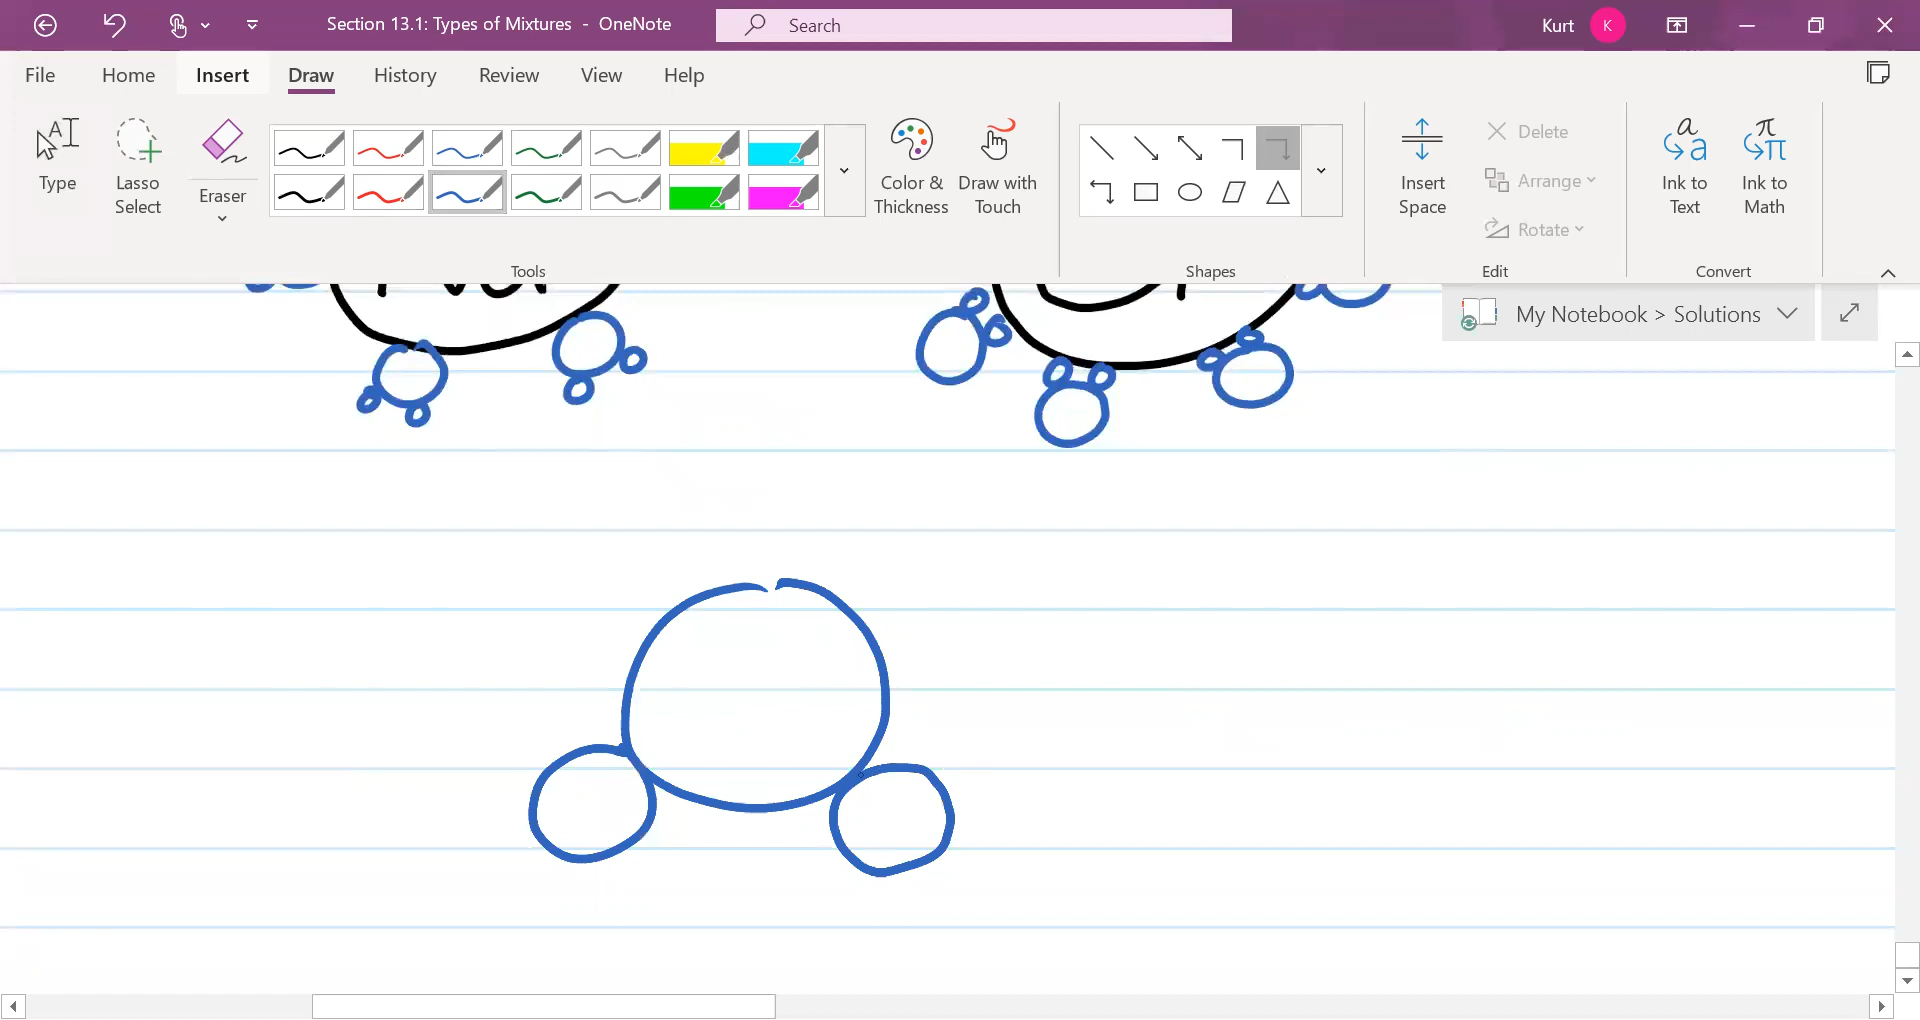 Section 13.1: Types of Mixtures - OneNote
Search
Kurt
K
File Home Insert Draw History Review View Help
Type
Lasso Select
Eraser
Color & Thickness
Draw with Touch
Insert Space
Delete
Arrange
Rotate
Ink to Text
Ink to Math
Tools Shapes Edit Convert
My Notebook > Solutions